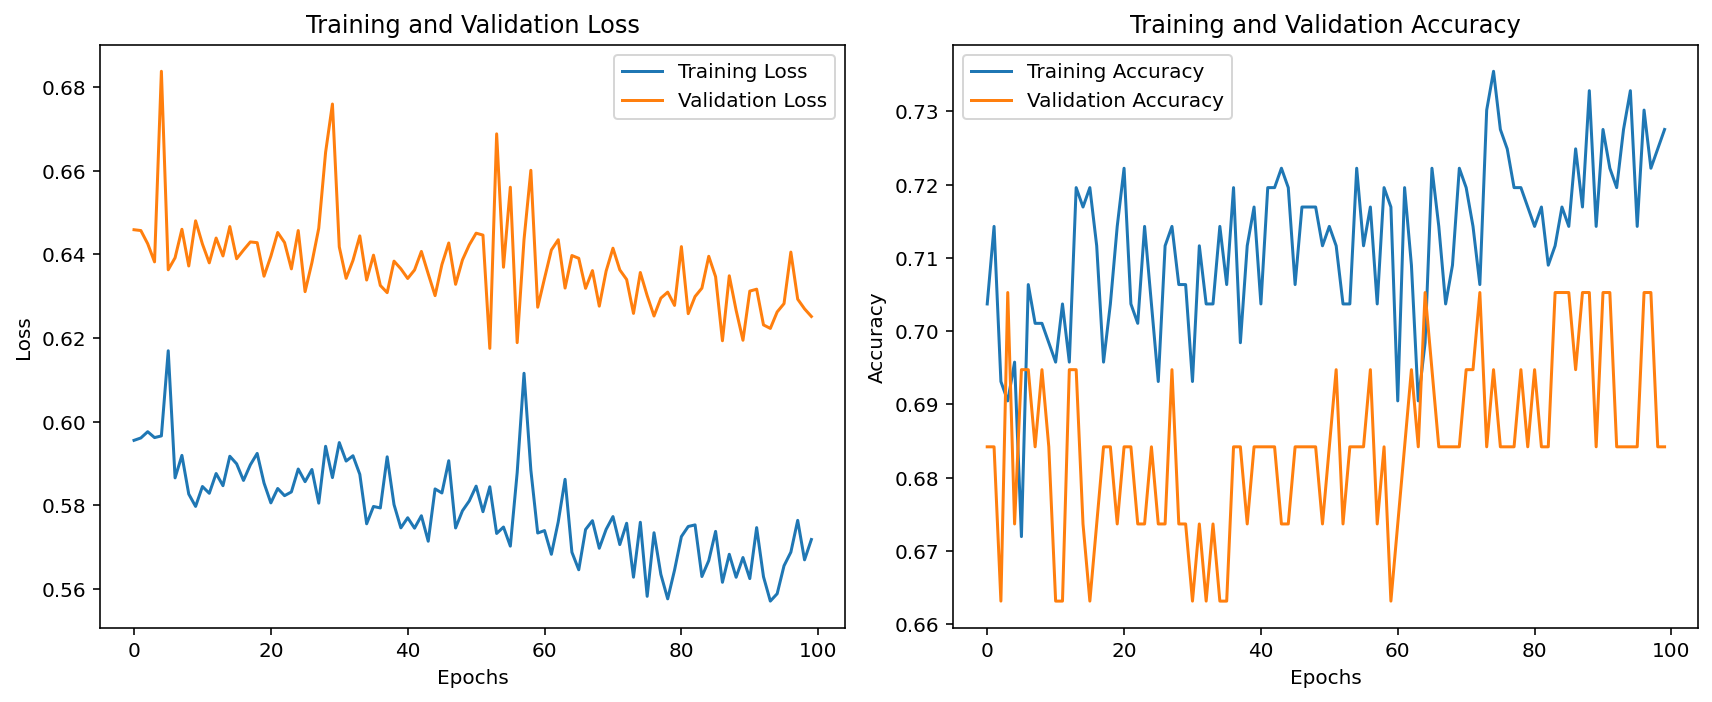 Training and Validation Loss
Training Loss
Validation Loss
0.68
0.66
0.64
0.62
0.60
0.58
0.56
Loss
0
20
40
60
80
100
Epochs
Training and Validation Accuracy
Training Accuracy
Validation Accuracy
0.73
0.72
0.71
0.70
0.69
0.68
0.67
0.66
Accuracy
0
20
40
60
80
100
Epochs